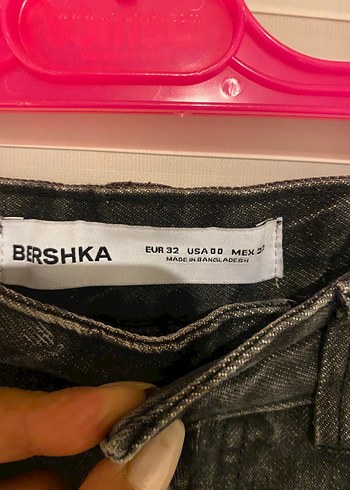 BERSHKA
EUR 32 USA 00 MEX 22
MADE IN BANGLADESH